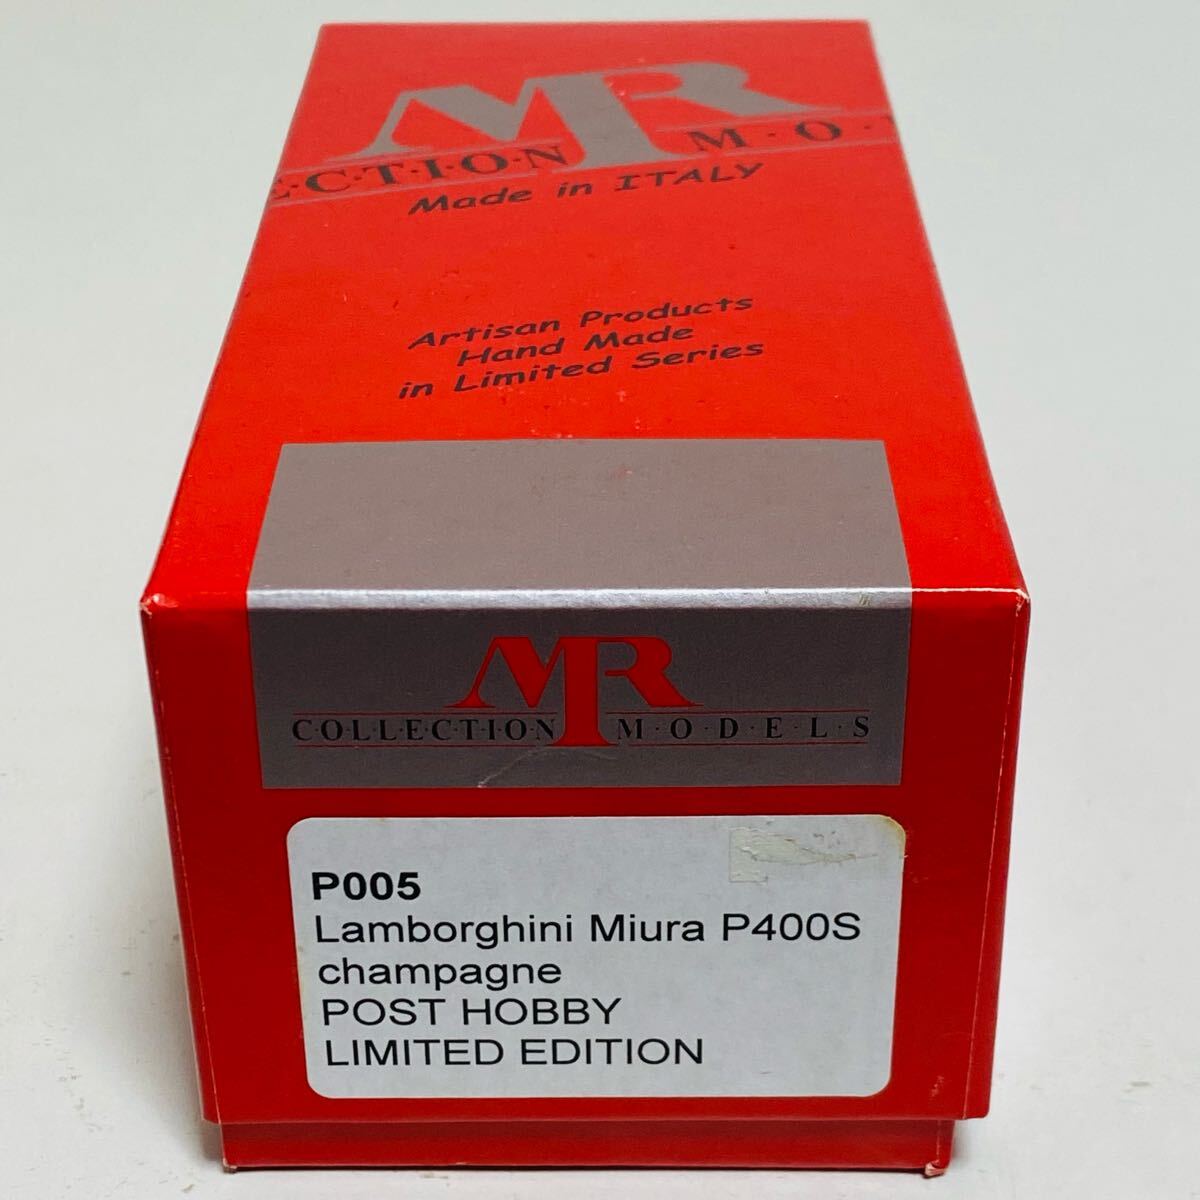 MR
ECTION M·O·
Made in ITALY
Artisan Products
Hand Made
in Limited Series
MR
COLLECTION M·O·D·E·L·S
P005
Lamborghini Miura P400S
champagne
POST HOBBY
LIMITED EDITION